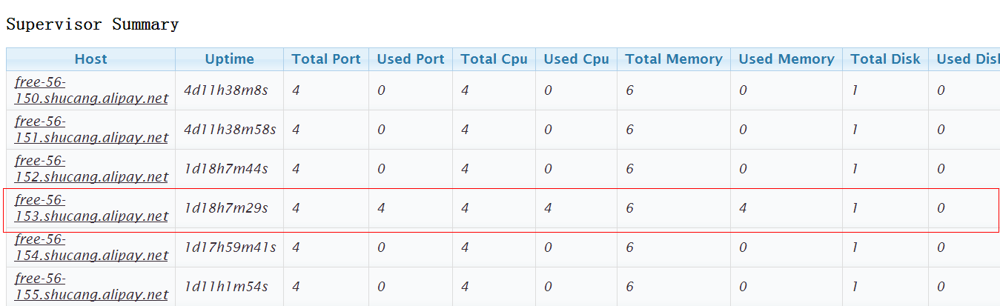 Supervisor Summary
Host Uptime Total Port Used Port Total Cpu Used Cpu Total Memory Used Memory Total Disk Used Disk
free-56-
150.shucang.alipay.net 4d11h38m8s 4 0 4 0 6 0 1 0
free-56-
151.shucang.alipay.net 4d11h38m58s 4 0 4 0 6 0 1 0
free-56-
152.shucang.alipay.net 1d18h7m44s 4 0 4 0 6 0 1 0
free-56-
153.shucang.alipay.net 1d18h7m29s 4 4 4 4 6 4 1 0
free-56-
154.shucang.alipay.net 1d17h59m41s 4 0 4 0 6 0 1 0
free-56-
155.shucang.alipay.net 1d11h1m54s 4 0 4 0 6 0 1 0